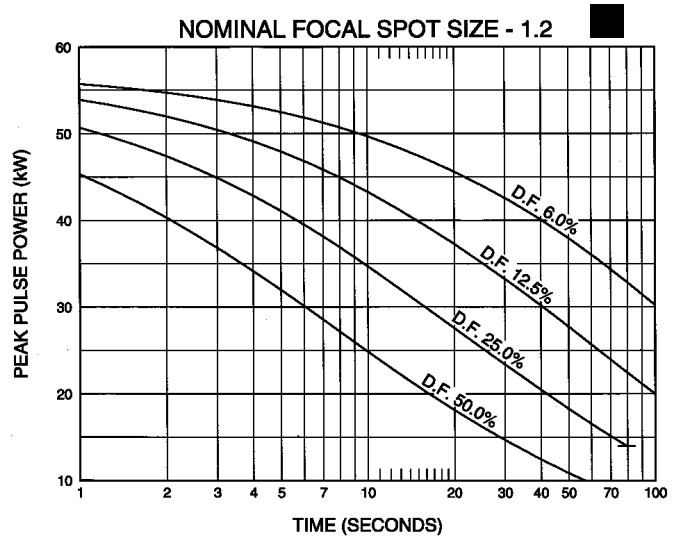 NOMINAL FOCAL SPOT SIZE - 1.2
60
50
40
30
20
10
PEAK PULSE POWER (kW)
D.F. 6.0%
D.F. 12.5%
D.F. 25.0%
D.F. 50.0%
1 2 3 4 5 7 10 20 30 40 50 70 100
TIME (SECONDS)